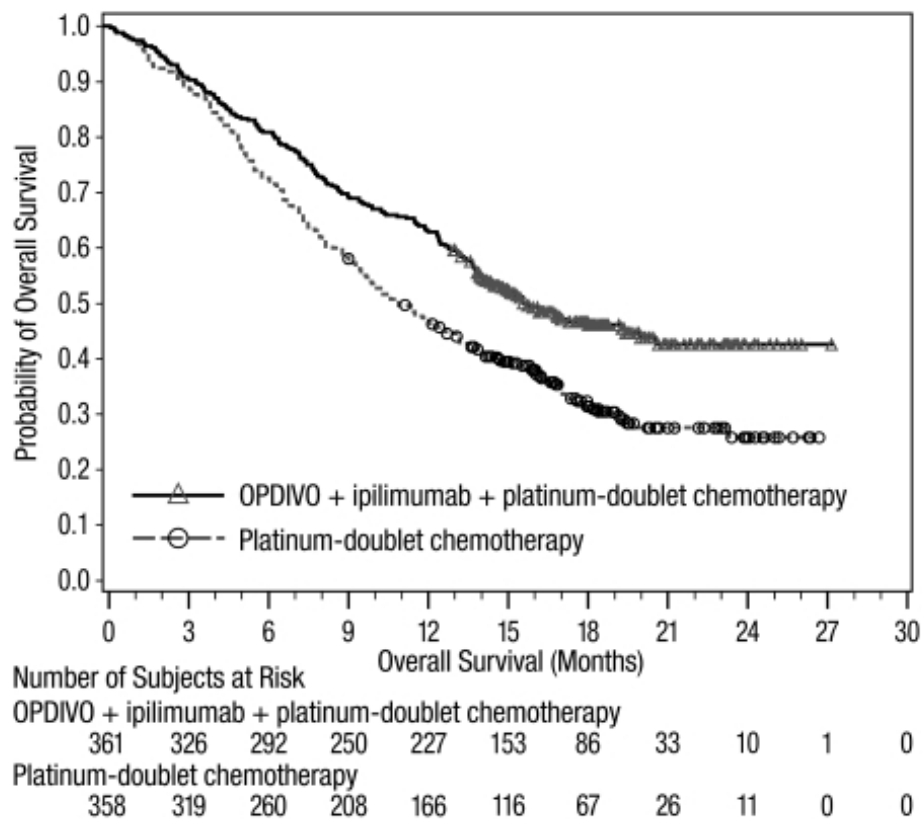 Probability of Overall Survival
1.0
0.9
0.8
0.7
0.6
0.5
0.4
0.3
0.2
0.1
0.0
OPDIVO + ipilimumab + platinum-doublet chemotherapy
Platinum-doublet chemotherapy
0 3 6 9 12 15 18 21 24 27 30
Overall Survival (Months)
Number of Subjects at Risk
OPDIVO + ipilimumab + platinum-doublet chemotherapy
361 326 292 250 227 153 86 33 10 1 0
Platinum-doublet chemotherapy
358 319 260 208 166 116 67 26 11 0 0